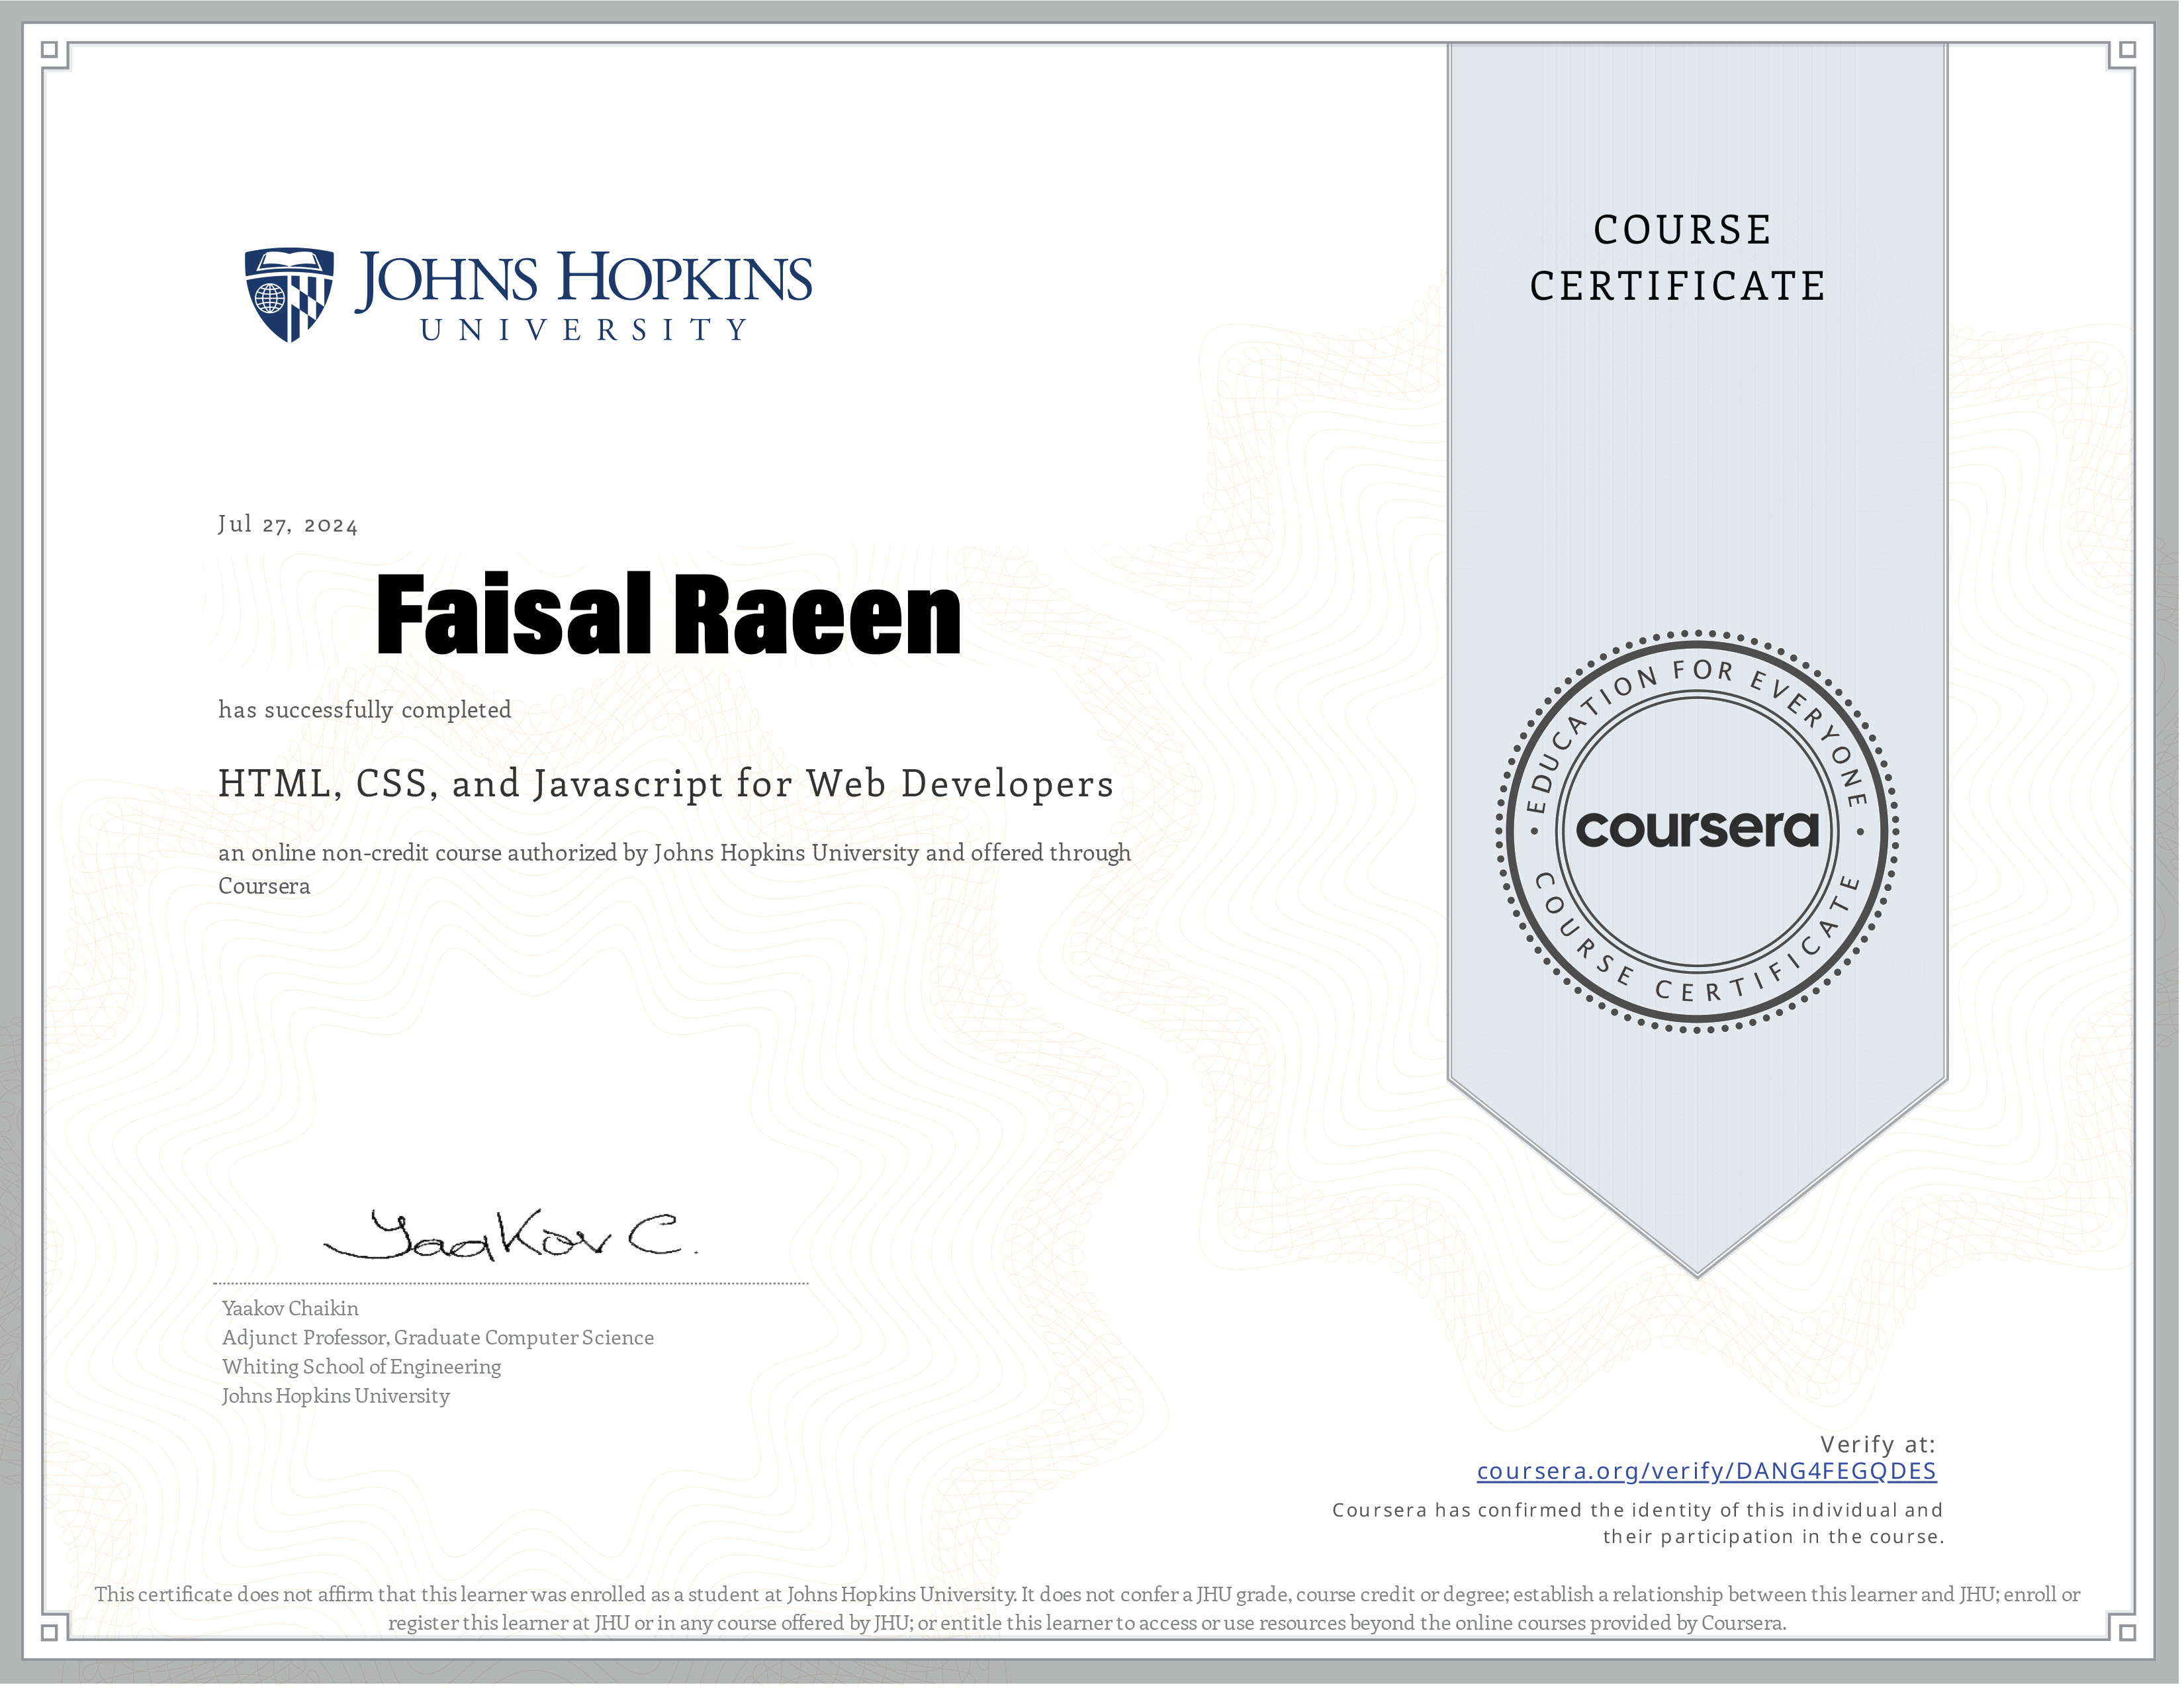 JOHNS HOPKINS
UNIVERSITY
COURSE
CERTIFICATE
Jul 27, 2024
Faisal Raeen
has successfully completed
HTML, CSS, and Javascript for Web Developers
an online non-credit course authorized by Johns Hopkins University and offered through
Coursera
EDUCATION FOR EVERYONE
coursera
COURSE CERTIFICATE
Yaakov C.
Yaakov Chaikin
Adjunct Professor, Graduate Computer Science
Whiting School of Engineering
Johns Hopkins University
Verify at:
coursera.org/verify/DANG4FEGQDES
Coursera has confirmed the identity of this individual and
their participation in the course.
This certificate does not affirm that this learner was enrolled as a student at Johns Hopkins University. It does not confer a JHU grade, course credit or degree; establish a relationship between this learner and JHU; enroll or
register this learner at JHU or in any course offered by JHU; or entitle this learner to access or use resources beyond the online courses provided by Coursera.